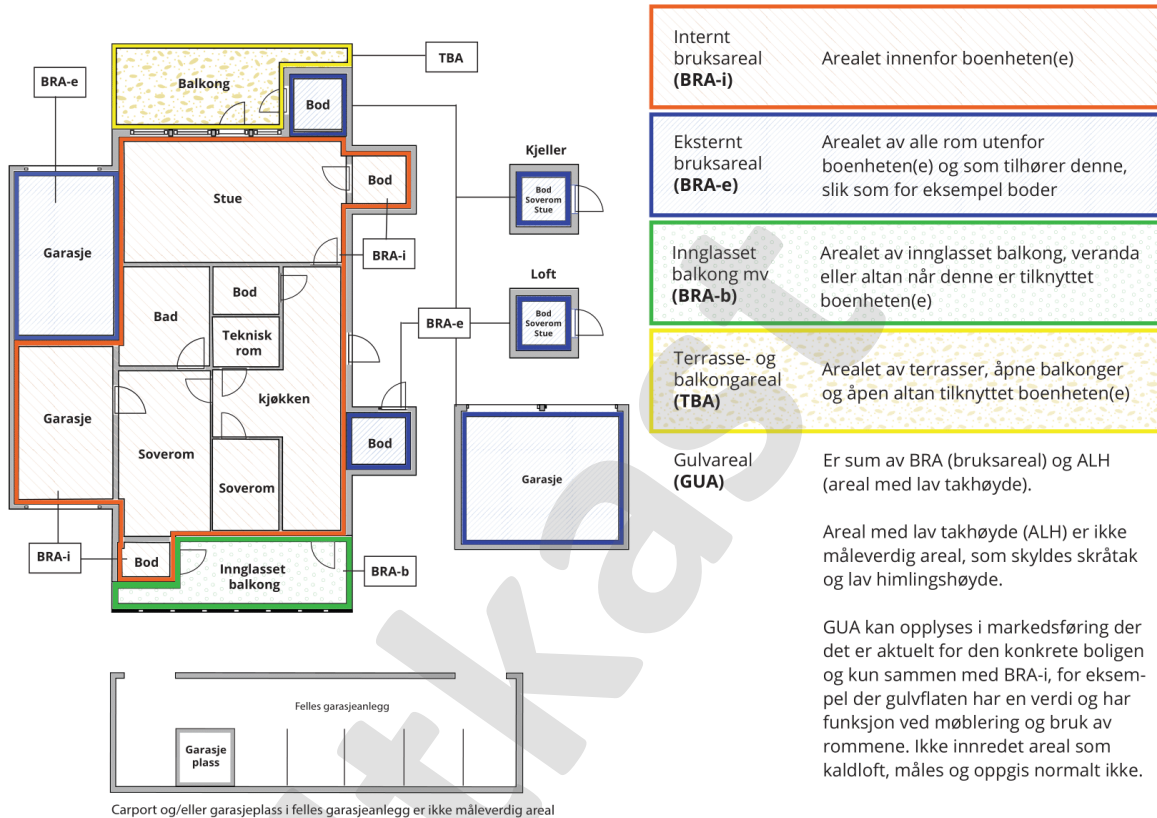 TBA
BRA-e
Balkong
Bod
Stue
Bod
Garasje
BRA-i
Bad
Bod
Teknisk
rom
kjøkken
BRA-e
Garasje
Soverom
Soverom
Bod
BRA-i
Bod
Innglasset
balkong
BRA-b
Kjeller
Bod
Soverom
Stue
Loft
Bod
Soverom
Stue
Garasje
Felles garasjeanlegg
Garasje
plass
Carport og/eller garasjeplass i felles garasjeanlegg er ikke måleverdig areal
Internt
bruksareal
(BRA-i)
Arealet innenfor boenheten(e)
Eksternt
bruksareal
(BRA-e)
Arealet av alle rom utenfor
boenheten(e) og som tilhører denne,
slik som for eksempel boder
Innglasset
balkong mv
(BRA-b)
Arealet av innglasset balkong, veranda
eller altan når denne er tilknyttet
boenheten(e)
Terrasse- og
balkongareal
(TBA)
Arealet av terrasser, åpne balkonger
og åpen altan tilknyttet boenheten(e)
Gulvareal
(GUA)
Er sum av BRA (bruksareal) og ALH
(areal med lav takhøyde).
Areal med lav takhøyde (ALH) er ikke
måleverdig areal, som skyldes skråtak
og lav himlingshøyde.
GUA kan opplyses i markedsføring der
det er aktuelt for den konkrete boligen
og kun sammen med BRA-i, for eksem-
pel der gulvflaten har en verdi og har
funksjon ved møblering og bruk av
rommene. Ikke innredet areal som
kaldloft, måles og oppgis normalt ikke.
tkast